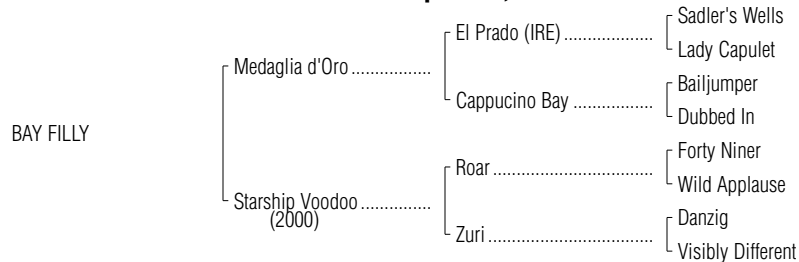 Sadler's Wells
El Prado (IRE) ....................
Lady Capulet
Medaglia d'Oro ..................
Bailjumper
Cappucino Bay ..................
Dubbed In
BAY FILLY
Forty Niner
Roar ....................................
Wild Applause
Starship Voodoo ................
(2000)
Danzig
Zuri .....................................
Visibly Different